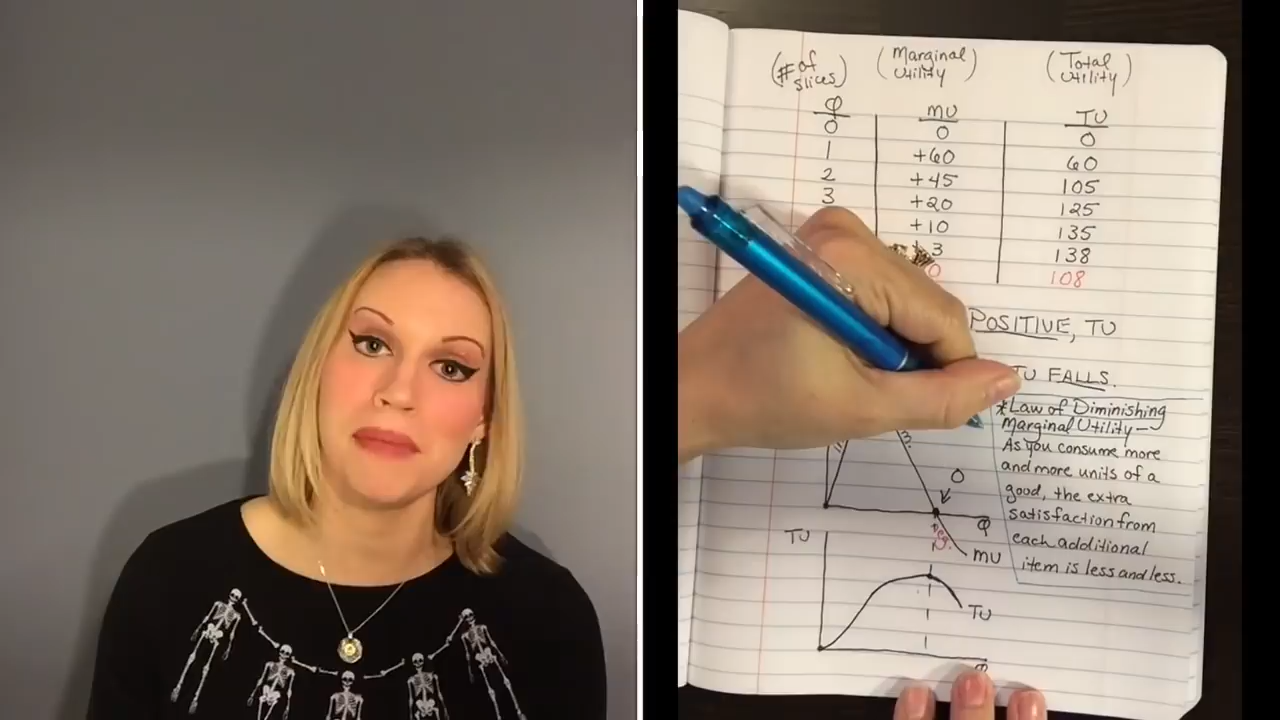 (# of slices) (Marginal Utility) (Total Utility)
Q MU TU
0 0 0
1 +60 60
2 +45 105
3 +20 125
+10 135
3 138
0 108
POSITIVE, TU
TU FALLS.
*Law of Diminishing
Marginal Utility—
As you consume more
and more units of a
good, the extra
satisfaction from
each additional
item is less and less.
0
Q
neg.
MU
TU
TU
Q